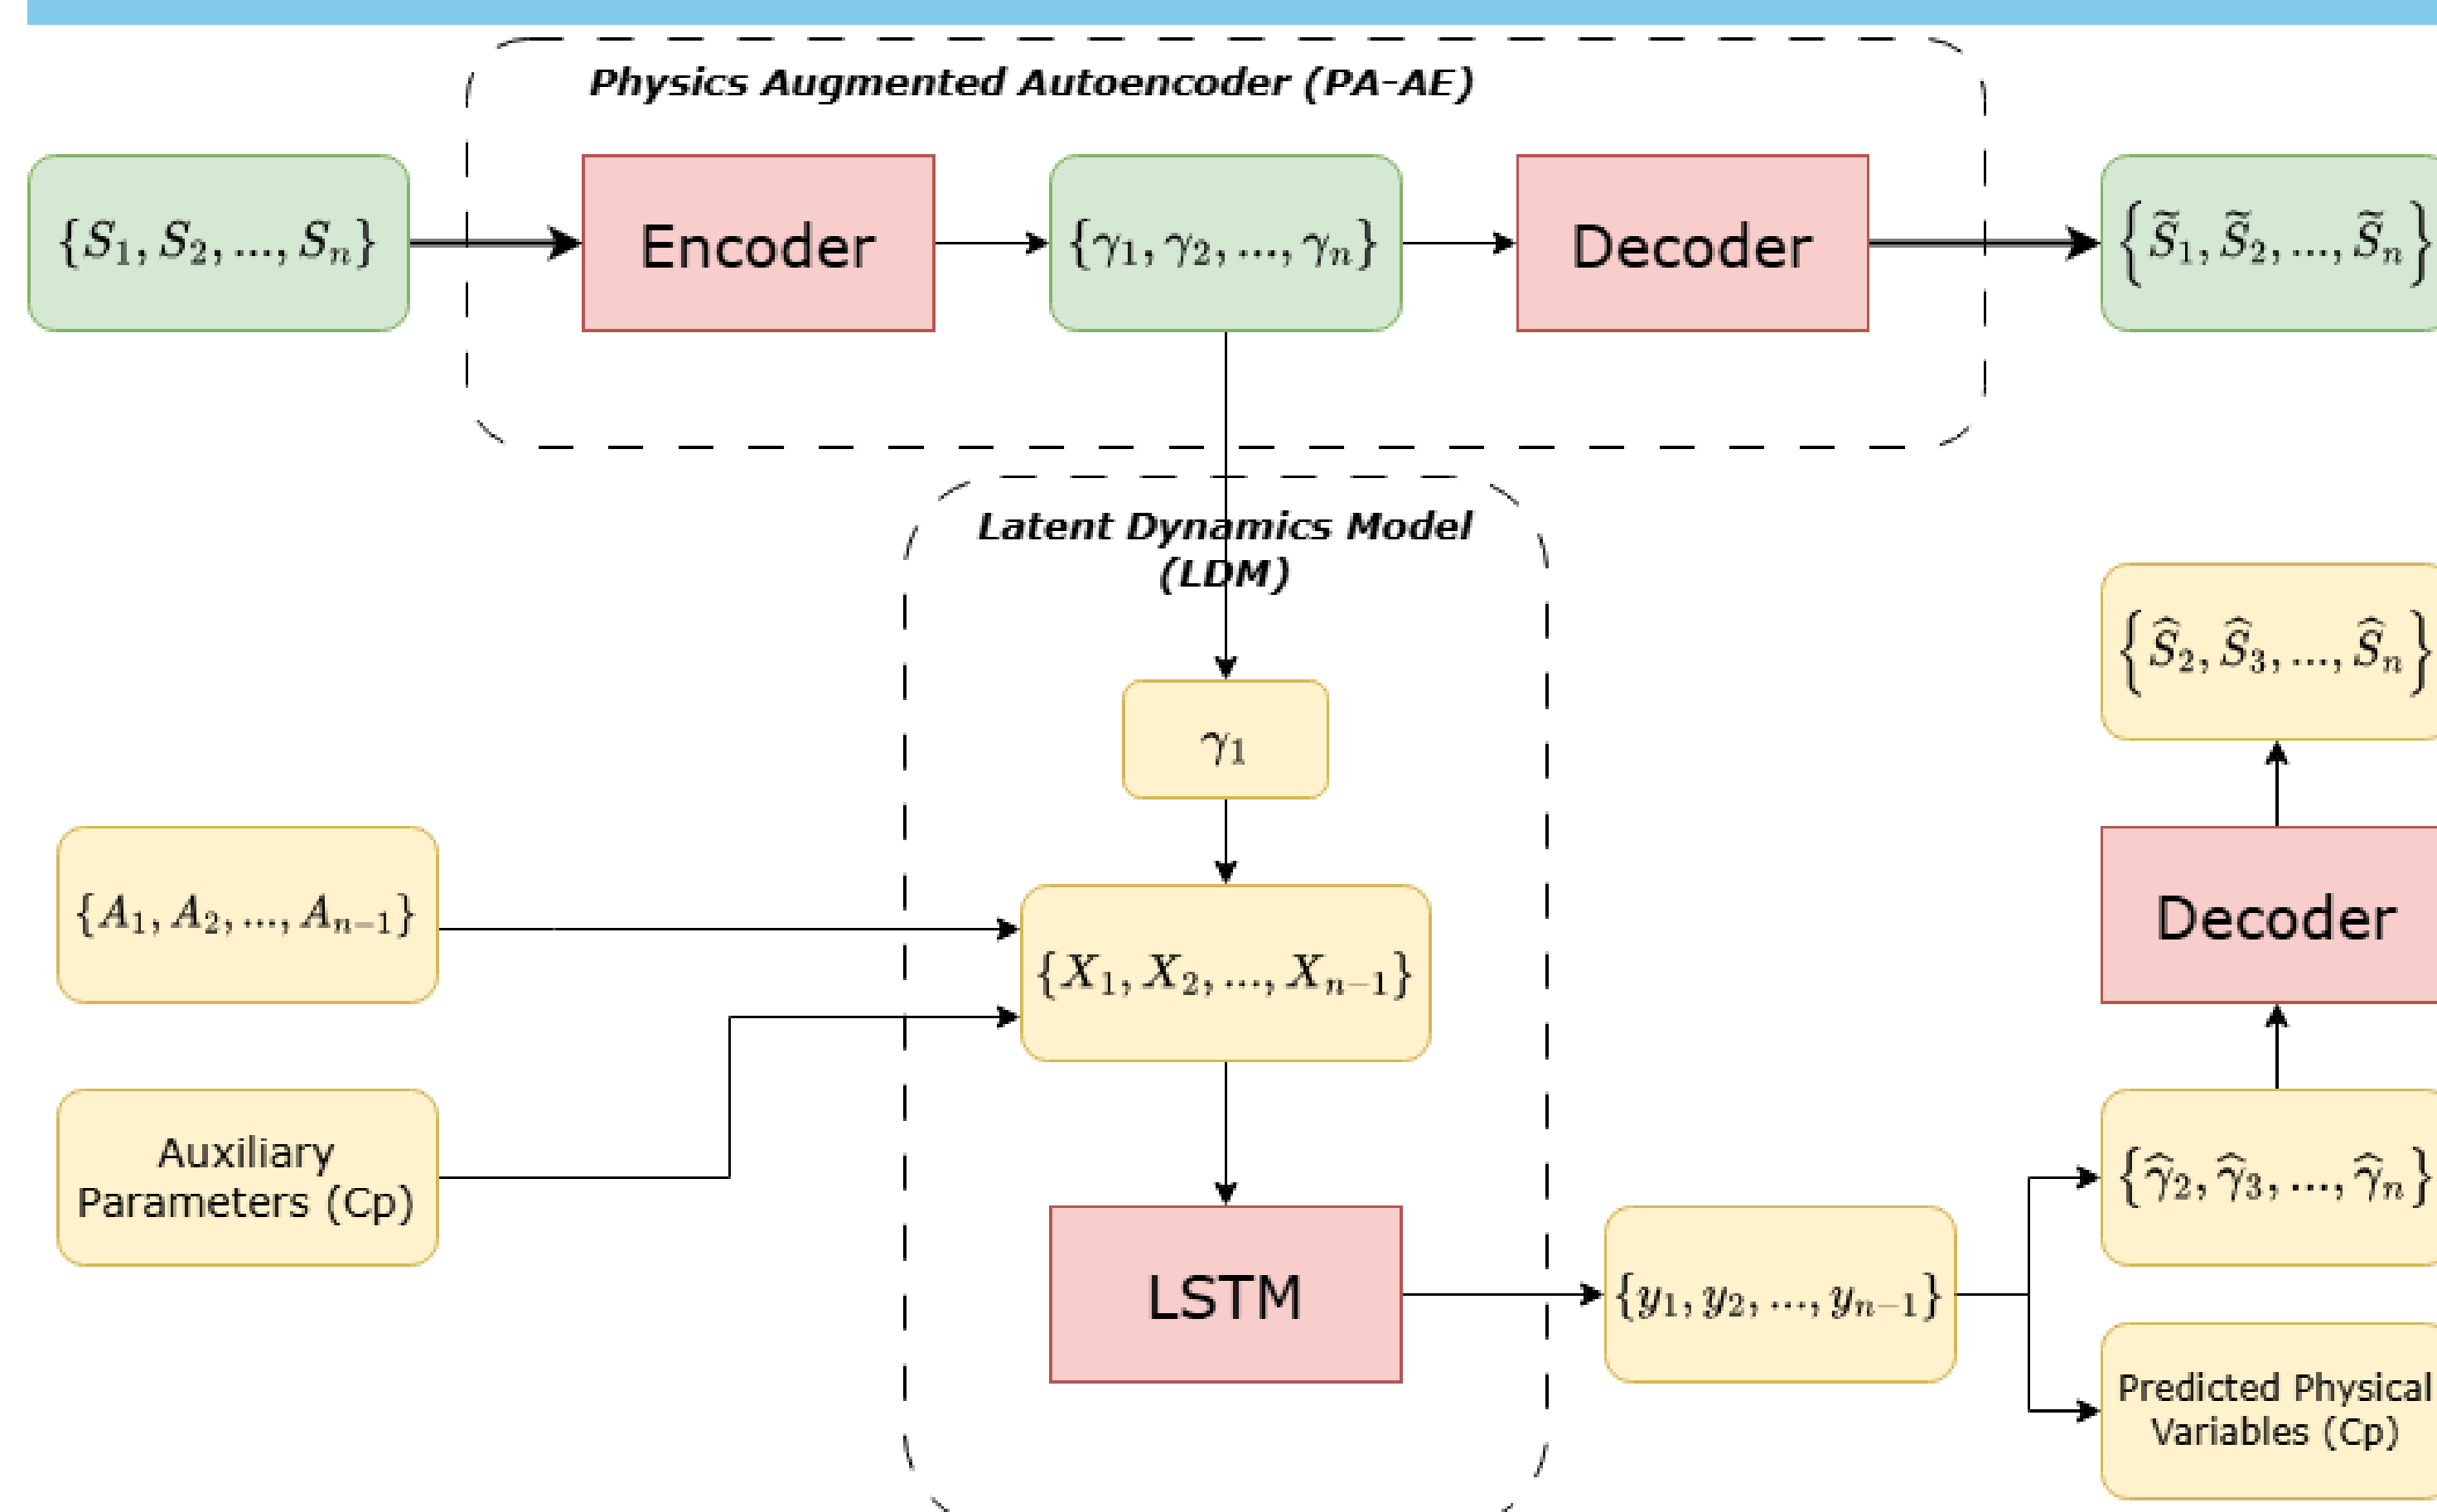 Physics Augmented Autoencoder (PA-AE)
{S₁, S₂, ..., Sₙ}
Encoder
{γ₁, γ₂, ..., γₙ}
Decoder
{S̃₁, S̃₂, ..., S̃ₙ}
Latent Dynamics Model
(LDM)
{Ŝ₂, Ŝ₃, ..., Ŝₙ}
γ₁
{A₁, A₂, ..., Aₙ₋₁}
{X₁, X₂, ..., Xₙ₋₁}
Decoder
Auxiliary
Parameters (Cp)
{γ̂₂, γ̂₃, ..., γ̂ₙ}
LSTM
{y₁, y₂, ..., yₙ₋₁}
Predicted Physical
Variables (Cp)